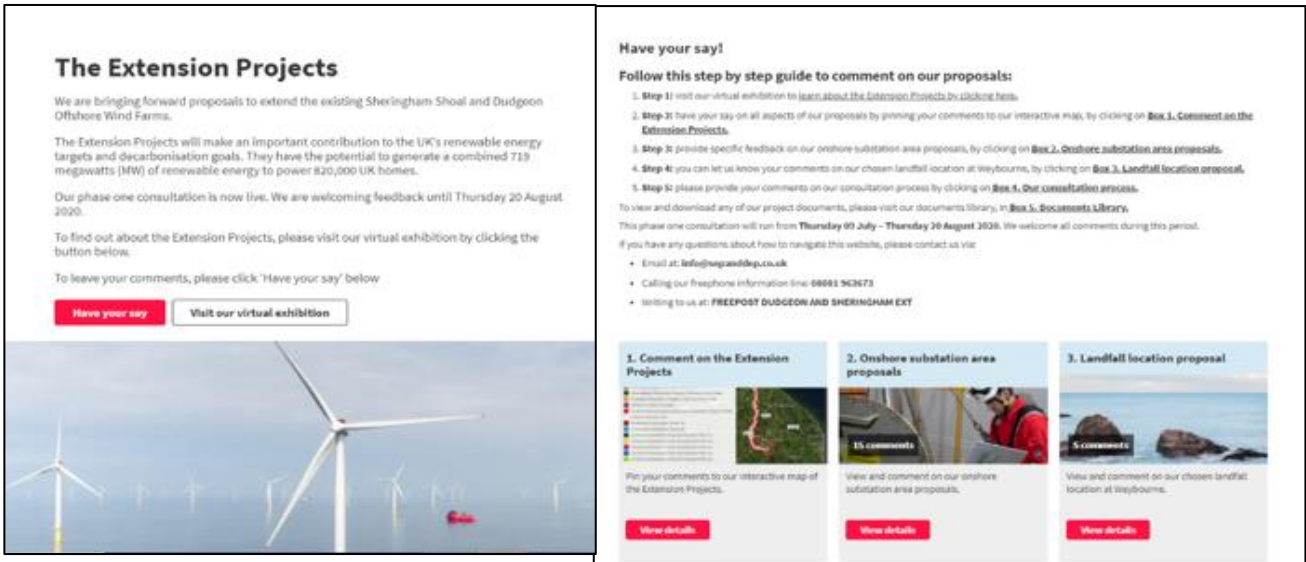 The Extension Projects
We are bringing forward proposals to extend the existing Sheringham Shoal and Dudgeon
Offshore Wind Farms.
The Extension Projects will make an important contribution to the UK's renewable energy
targets and decarbonisation goals. They have the potential to generate a combined 719
megawatts (MW) of renewable energy to power 820,000 UK homes.
Our phase one consultation is now live. We are welcoming feedback until Thursday 20 August
2020.
To find out about the Extension Projects, please visit our virtual exhibition by clicking the
button below.
To leave your comments, please click 'Have your say' below
Have your say
Visit our virtual exhibition
Have your say!
Follow this step by step guide to comment on our proposals:
1. Step 1: visit our virtual exhibition to learn about the Extension Projects by clicking here.
2. Step 2: have your say on all aspects of our proposals by pinning your comments to our interactive map, by clicking on Box 1. Comment on the
Extension Projects.
3. Step 3: provide specific feedback on our onshore substation area proposals, by clicking on Box 2. Onshore substation area proposals.
4. Step 4: you can let us know your comments on our chosen landfall location at Weybourne, by clicking on Box 3. Landfall location proposal.
5. Step 5: please provide your comments on our consultation process by clicking on Box 4. Our consultation process.
To view and download any of our project documents, please visit our documents library, in Box 5. Documents Library.
This phase one consultation will run from Thursday 09 July – Thursday 20 August 2020. We welcome all comments during this period.
If you have any questions about how to navigate this website, please contact us via:
• Email at: info@sepanddep.co.uk
• Calling our freephone information line: 08081 963673
• Writing to us at: FREEPOST DUDGEON AND SHERINGHAM EXT
1. Comment on the Extension
Projects
Pin your comments to our interactive map of
the Extension Projects.
View details
2. Onshore substation area
proposals
15 comments
View and comment on our onshore
substation area proposals.
View details
3. Landfall location proposal
5 comments
View and comment on our chosen landfall
location at Weybourne.
View details